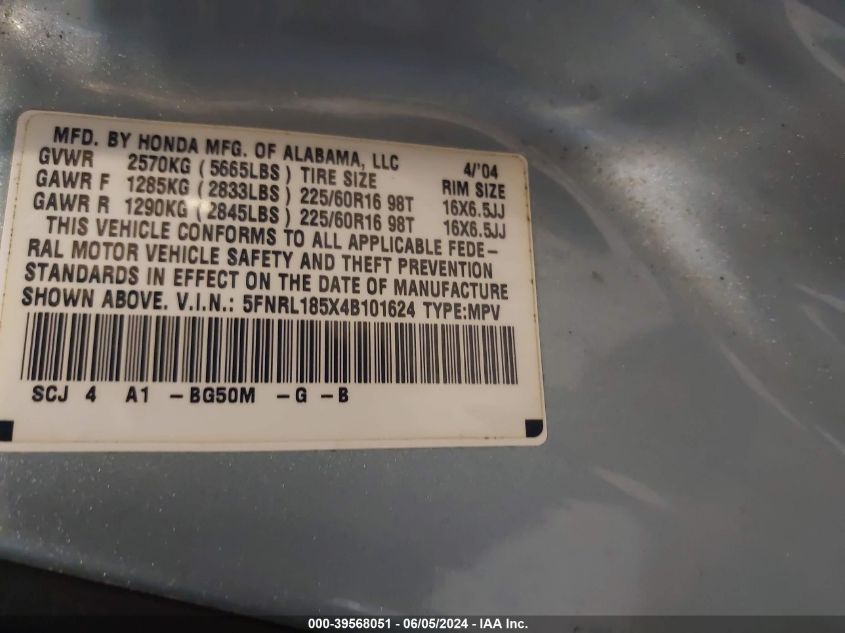 MFD. BY HONDA MFG. OF ALABAMA, LLC 4/'04
GVWR 2570KG ( 5665LBS ) TIRE SIZE RIM SIZE
GAWR F 1285KG ( 2833LBS ) 225/60R16 98T 16X6.5JJ
GAWR R 1290KG ( 2845LBS ) 225/60R16 98T 16X6.5JJ
THIS VEHICLE CONFORMS TO ALL APPLICABLE FEDE-
RAL MOTOR VEHICLE SAFETY AND THEFT PREVENTION
STANDARDS IN EFFECT ON THE DATE OF MANUFACTURE
SHOWN ABOVE. V.I.N.: 5FNRL185X4B101624 TYPE:MPV
SCJ 4 A1 -BG50M -G -B
000-39568051 - 06/05/2024 - IAA Inc.